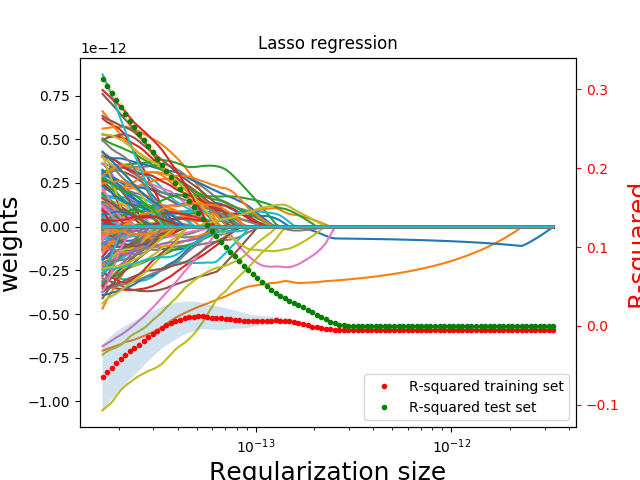 Lasso regression
1e−12
0.75
0.50
0.25
0.00
−0.25
−0.50
−0.75
−1.00
weights
0.3
0.2
0.1
0.0
−0.1
R-squared
R-squared training set
R-squared test set
10⁻¹³
10⁻¹²
Regularization size